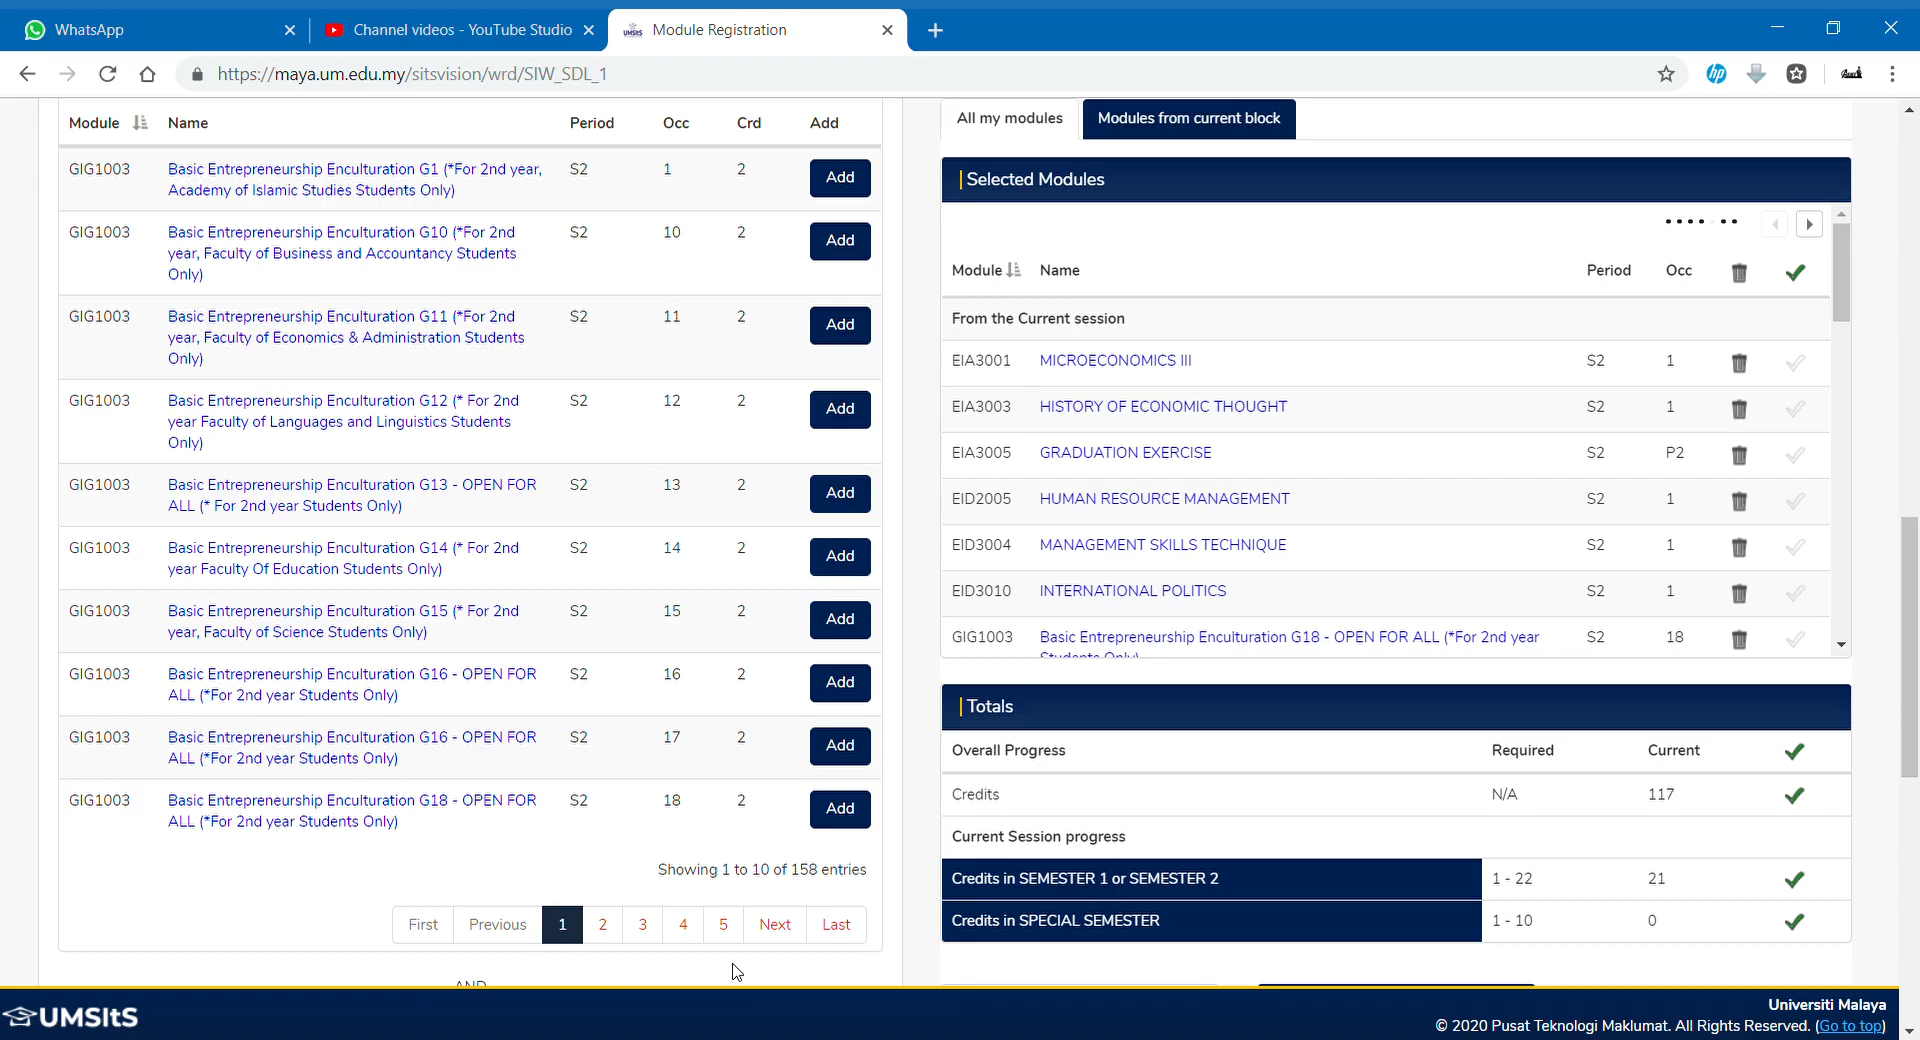 WhatsApp
Channel videos - YouTube Studio
Module Registration
https://maya.um.edu.my/sitsvision/wrd/SIW_SDL_1
Module Name Period Occ Crd Add
GIG1003 Basic Entrepreneurship Enculturation G1 (*For 2nd year, S2 1 2 Add
Academy of Islamic Studies Students Only)
GIG1003 Basic Entrepreneurship Enculturation G10 (*For 2nd S2 10 2 Add
year, Faculty of Business and Accountancy Students
Only)
GIG1003 Basic Entrepreneurship Enculturation G11 (*For 2nd S2 11 2 Add
year, Faculty of Economics & Administration Students
Only)
GIG1003 Basic Entrepreneurship Enculturation G12 (* For 2nd S2 12 2 Add
year Faculty of Languages and Linguistics Students
Only)
GIG1003 Basic Entrepreneurship Enculturation G13 - OPEN FOR S2 13 2 Add
ALL (* For 2nd year Students Only)
GIG1003 Basic Entrepreneurship Enculturation G14 (* For 2nd S2 14 2 Add
year Faculty Of Education Students Only)
GIG1003 Basic Entrepreneurship Enculturation G15 (* For 2nd S2 15 2 Add
year, Faculty of Science Students Only)
GIG1003 Basic Entrepreneurship Enculturation G16 - OPEN FOR S2 16 2 Add
ALL (*For 2nd year Students Only)
GIG1003 Basic Entrepreneurship Enculturation G16 - OPEN FOR S2 17 2 Add
ALL (*For 2nd year Students Only)
GIG1003 Basic Entrepreneurship Enculturation G18 - OPEN FOR S2 18 2 Add
ALL (*For 2nd year Students Only)
Showing 1 to 10 of 158 entries
First Previous 1 2 3 4 5 Next Last
AND
All my modules Modules from current block
Selected Modules
Module Name Period Occ
From the Current session
EIA3001 MICROECONOMICS III S2 1
EIA3003 HISTORY OF ECONOMIC THOUGHT S2 1
EIA3005 GRADUATION EXERCISE S2 P2
EID2005 HUMAN RESOURCE MANAGEMENT S2 1
EID3004 MANAGEMENT SKILLS TECHNIQUE S2 1
EID3010 INTERNATIONAL POLITICS S2 1
GIG1003 Basic Entrepreneurship Enculturation G18 - OPEN FOR ALL (*For 2nd year S2 18
Students Only)
Totals
Overall Progress Required Current
Credits N/A 117
Current Session progress
Credits in SEMESTER 1 or SEMESTER 2 1 - 22 21
Credits in SPECIAL SEMESTER 1 - 10 0
UMSItS
Universiti Malaya
© 2020 Pusat Teknologi Maklumat. All Rights Reserved. (Go to top)